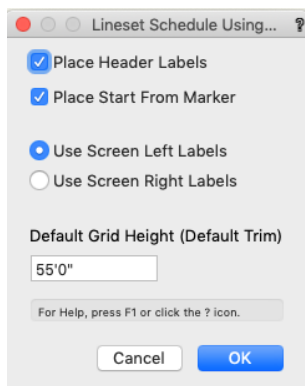 Lineset Schedule Using... ?
Place Header Labels
Place Start From Marker
Use Screen Left Labels
Use Screen Right Labels
Default Grid Height (Default Trim)
55'0"
For Help, press F1 or click the ? icon.
Cancel OK